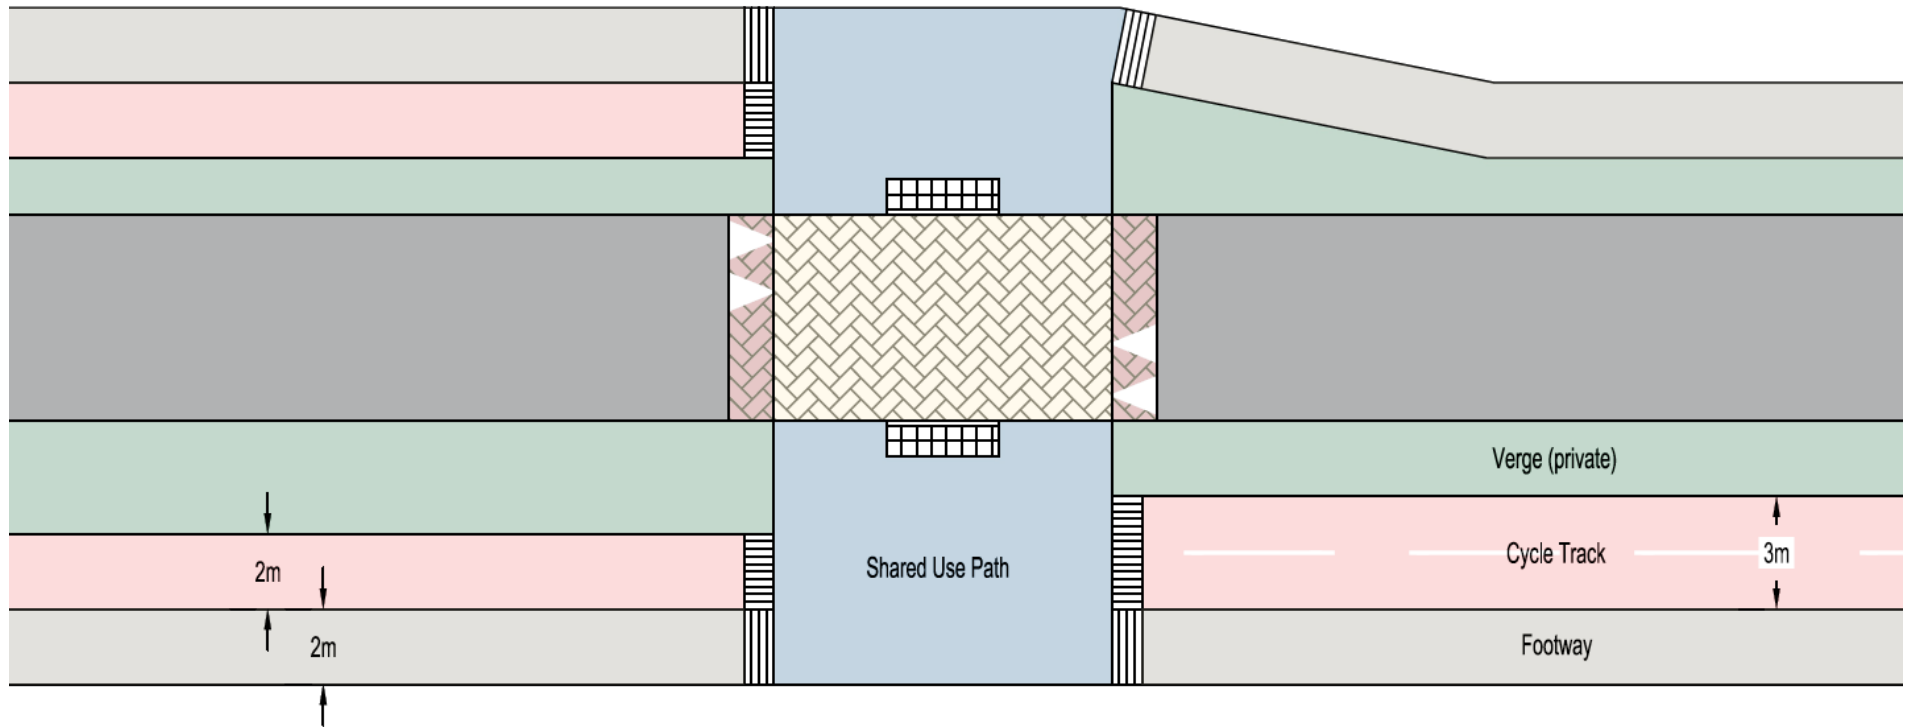 Verge (private)
Cycle Track
3m
Shared Use Path
2m
2m
Footway